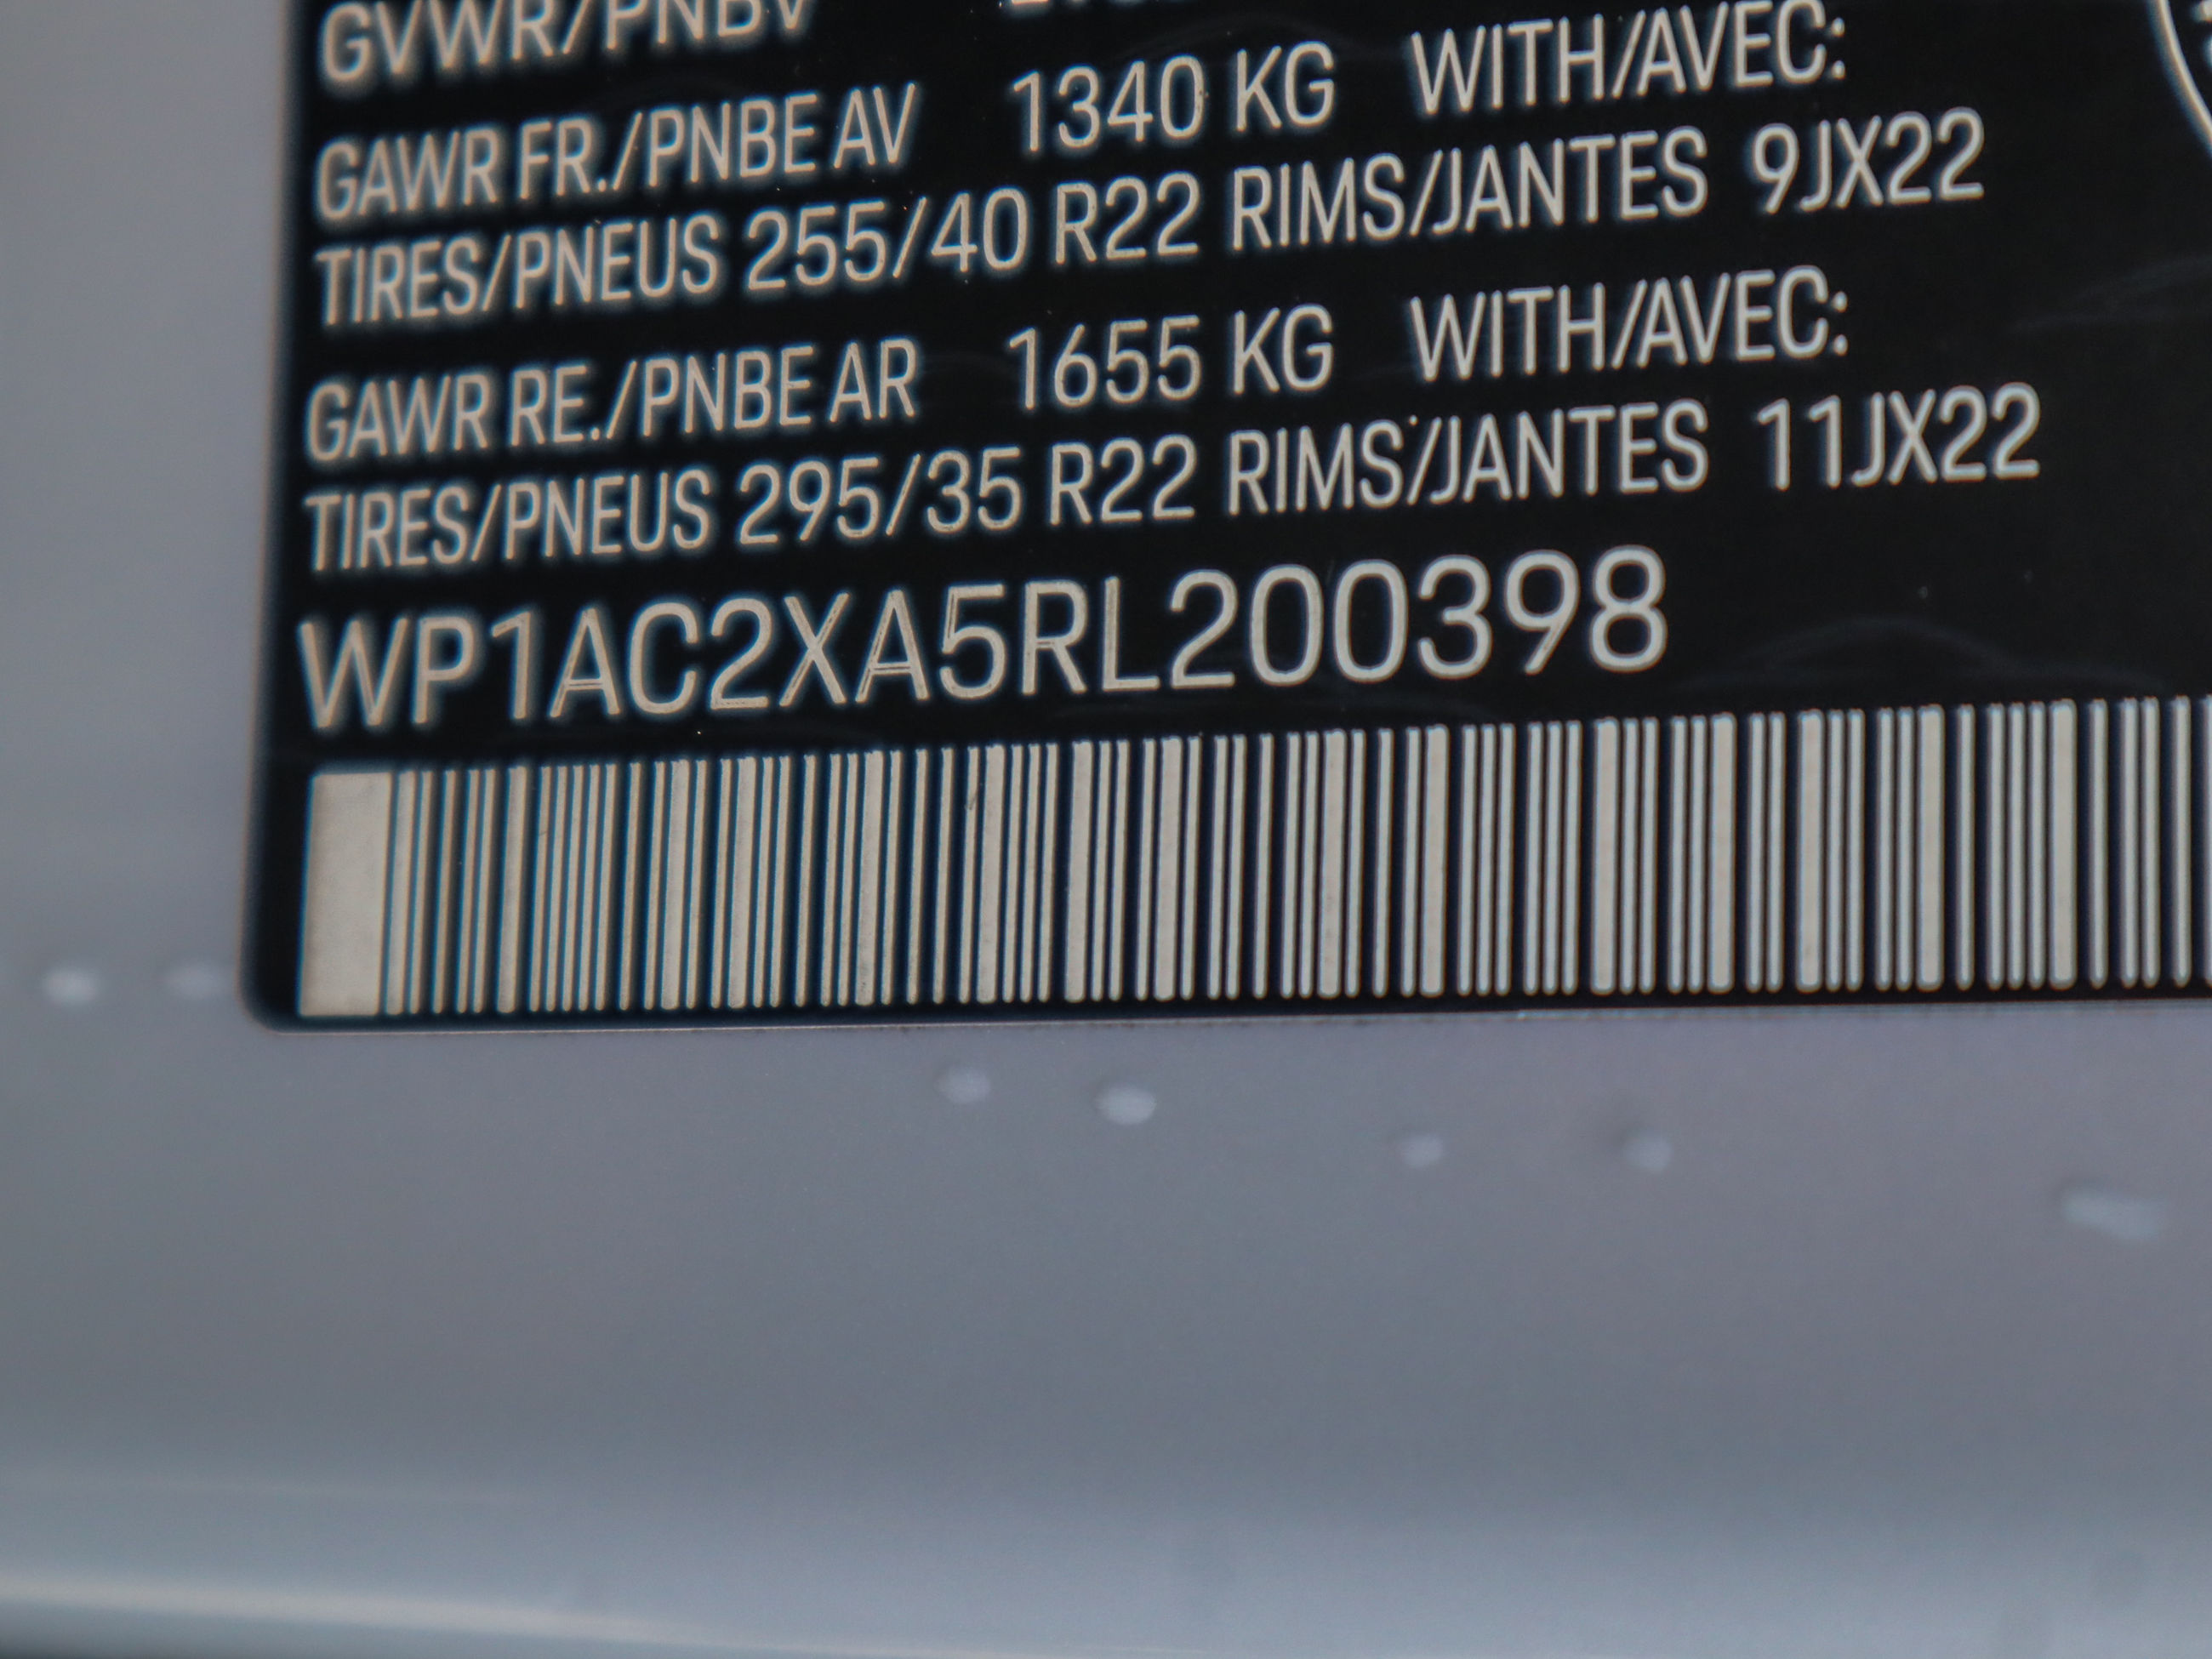 GVWR/PNBV
GAWR FR./PNBE AV 1340 KG WITH/AVEC:
TIRES/PNEUS 255/40 R22 RIMS/JANTES 9JX22
GAWR RE./PNBE AR 1655 KG WITH/AVEC:
TIRES/PNEUS 295/35 R22 RIMS/JANTES 11JX22
WP1AC2XA5RL200398